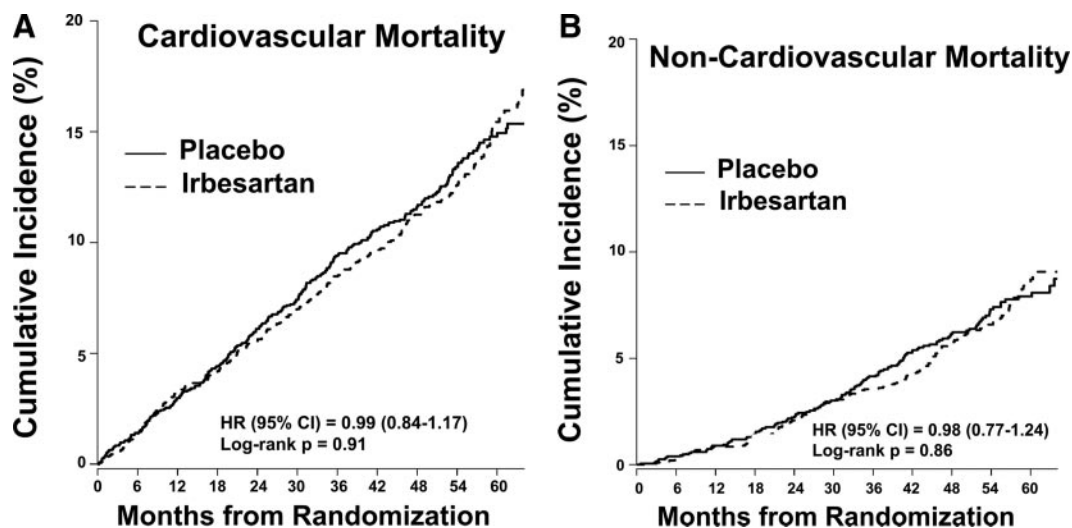 A
Cardiovascular Mortality
Cumulative Incidence (%)
20
15
10
5
0
Placebo
Irbesartan
HR (95% CI) = 0.99 (0.84-1.17)
Log-rank p = 0.91
0 6 12 18 24 30 36 42 48 54 60
Months from Randomization
B
Non-Cardiovascular Mortality
Cumulative Incidence (%)
20
15
10
5
0
Placebo
Irbesartan
HR (95% CI) = 0.98 (0.77-1.24)
Log-rank p = 0.86
0 6 12 18 24 30 36 42 48 54 60
Months from Randomization